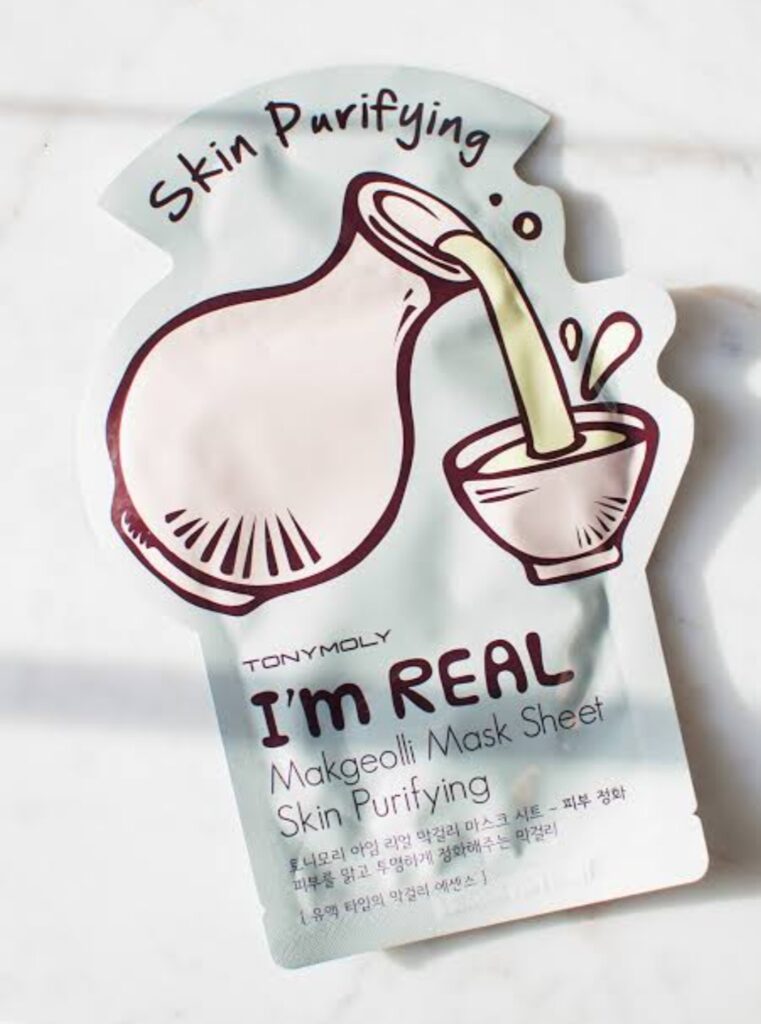 Skin Purifying
TONYMOLY
I'm REAL
Makgeolli Mask Sheet
Skin Purifying
토니모리 아임 리얼 막걸리 마스크 시트 - 피부 정화
피부를 맑고 투명하게 정화해주는 막걸리
[ 유액 타입의 막걸리 에센스 ]